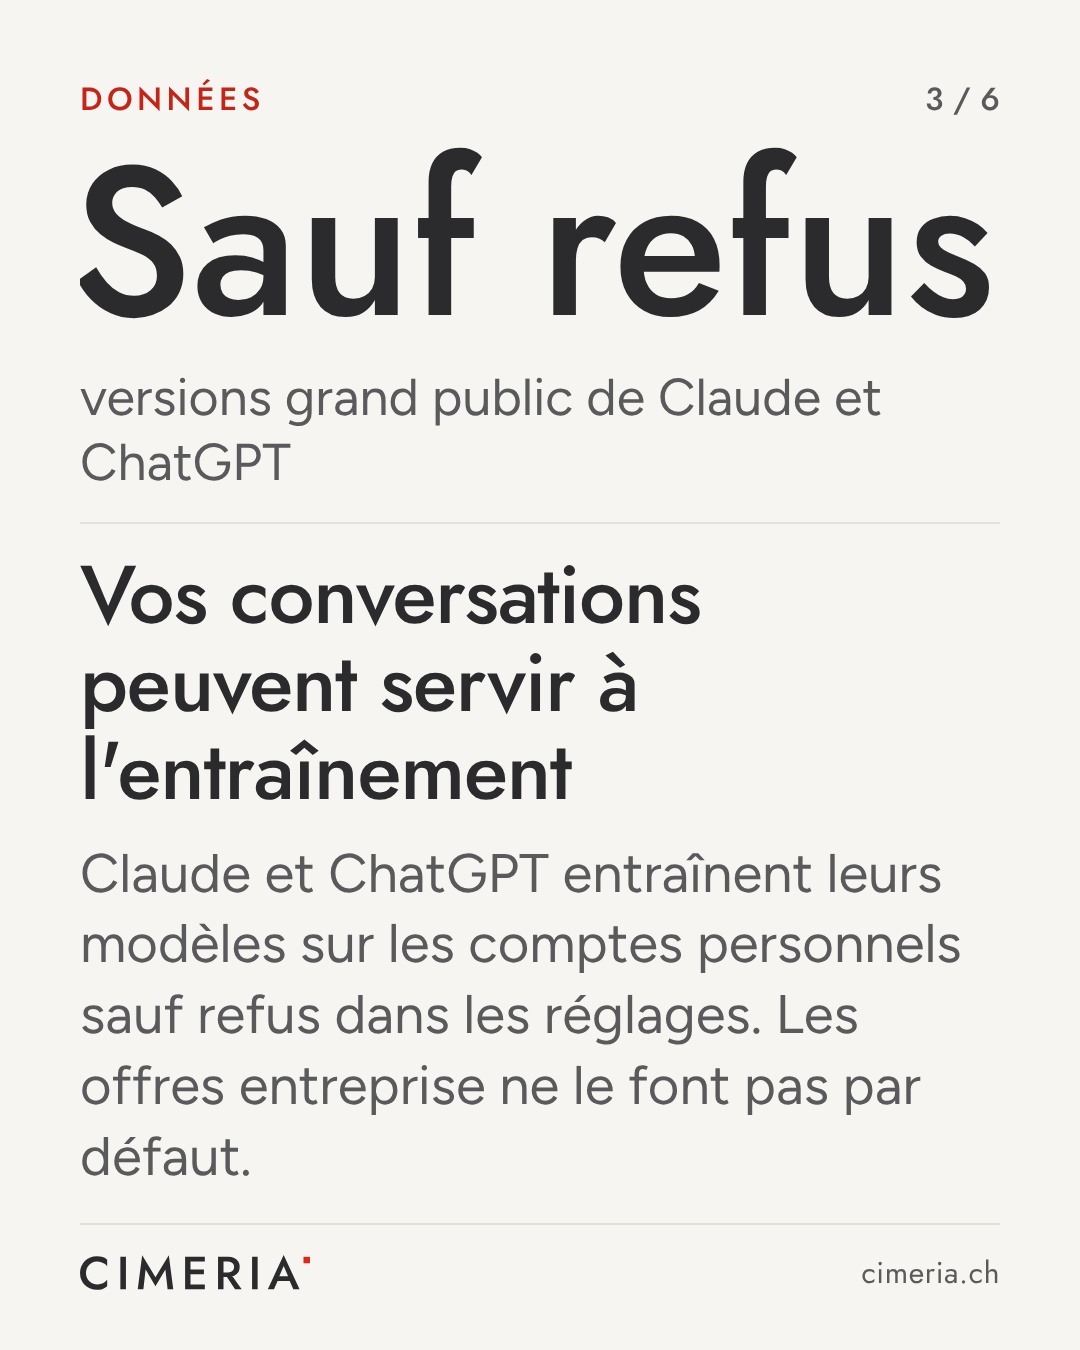 DONNÉES
3 / 6
Sauf refus
versions grand public de Claude et
ChatGPT
Vos conversations
peuvent servir à
l'entraînement
Claude et ChatGPT entraînent leurs
modèles sur les comptes personnels
sauf refus dans les réglages. Les
offres entreprise ne le font pas par
défaut.
CIMERIA
cimeria.ch